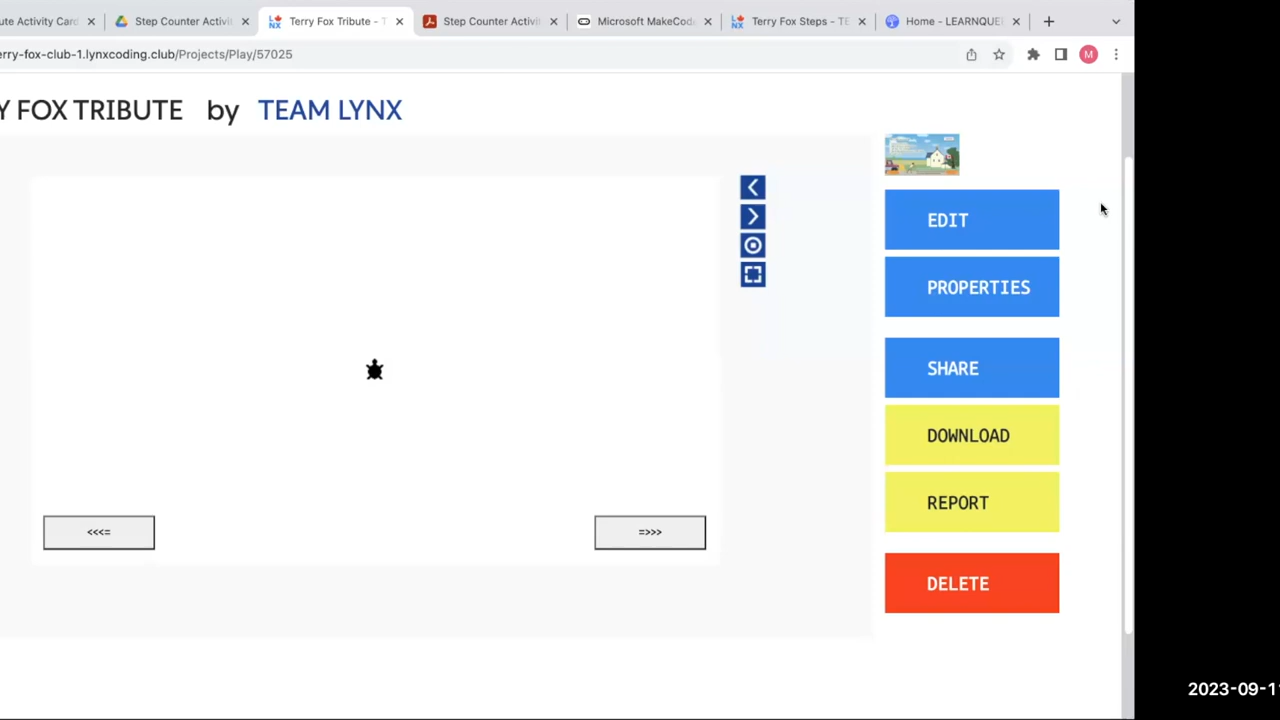 ute Activity Card
Step Counter Activi
Terry Fox Tribute - T
Step Counter Activi
Microsoft MakeCode
Terry Fox Steps - TE
Home - LEARNQUE
erry-fox-club-1.lynxcoding.club/Projects/Play/57025
M
Y FOX TRIBUTE by TEAM LYNX
EDIT
PROPERTIES
SHARE
DOWNLOAD
REPORT
DELETE
<<<=
=>>>
2023-09-11